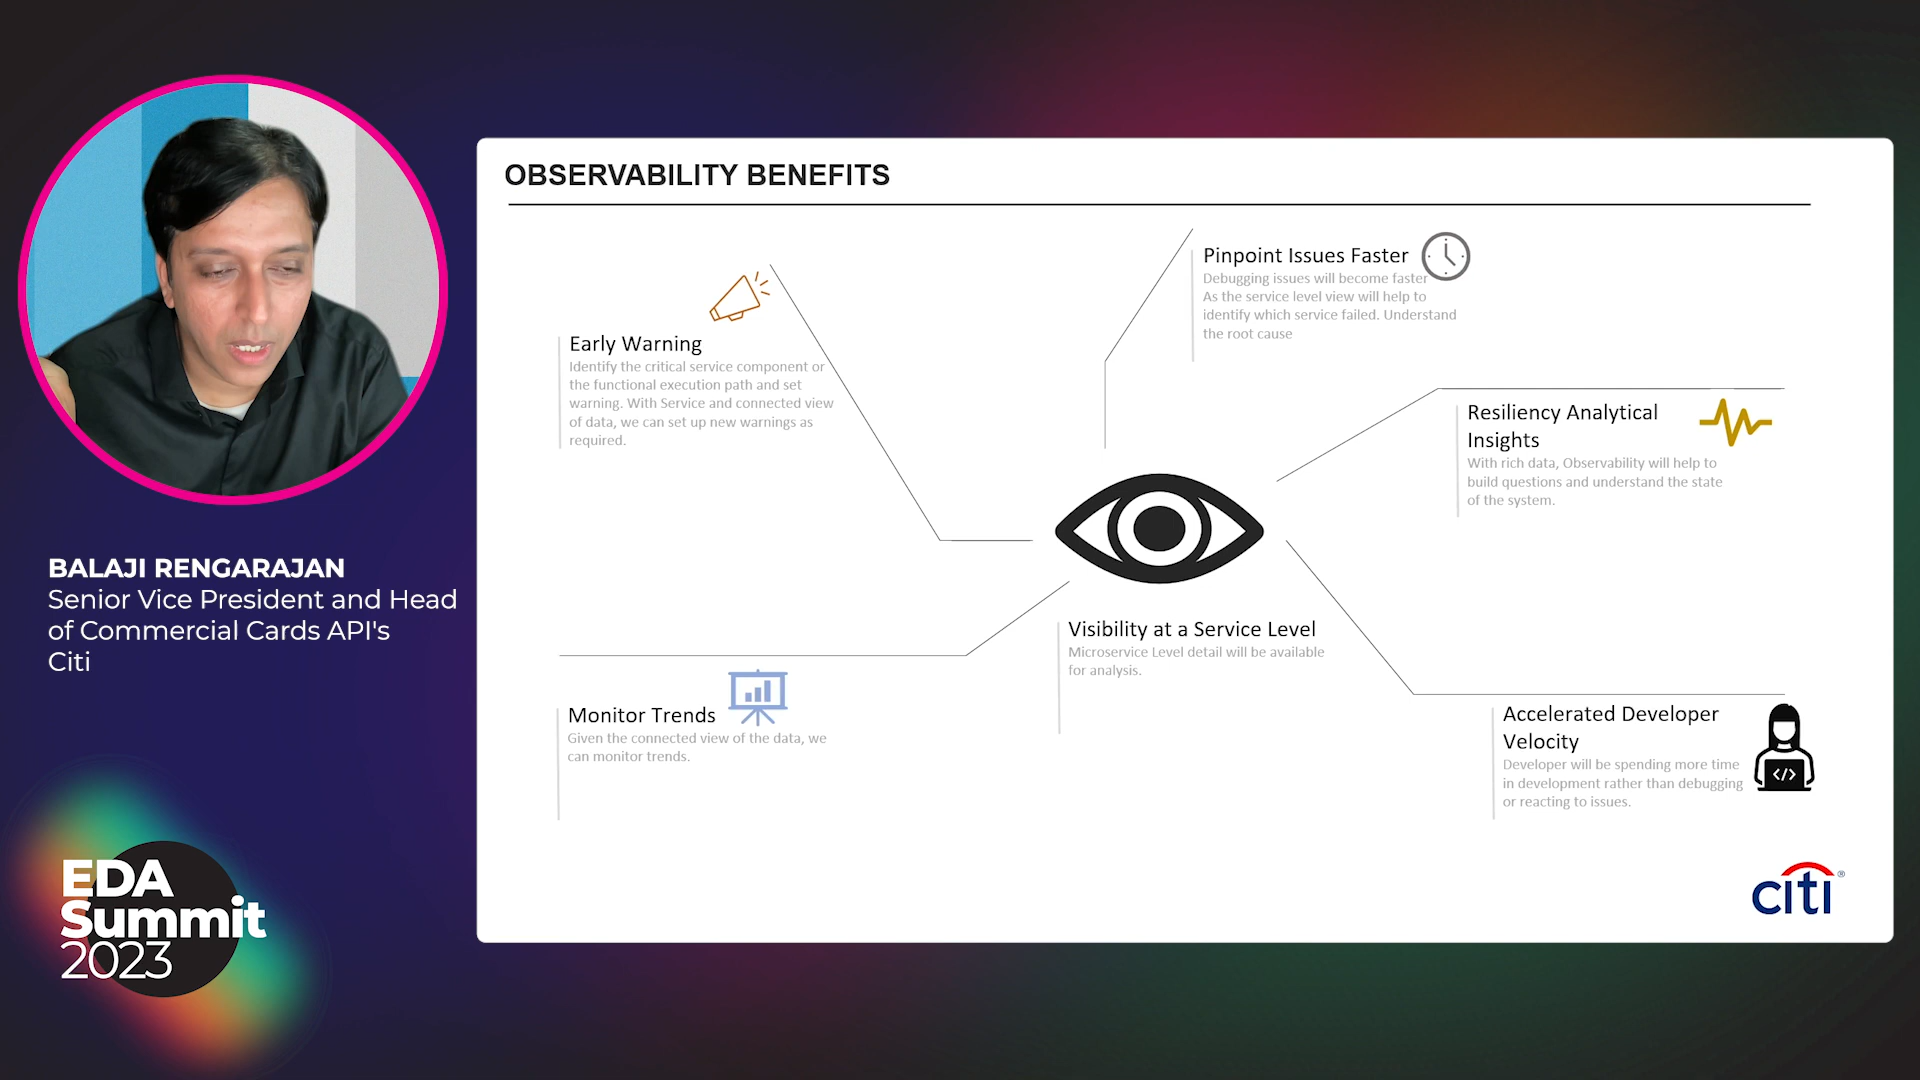 OBSERVABILITY BENEFITS
Early Warning
Identify the critical service component or
the functional execution path and set
warning. With Service and connected view
of data, we can set up new warnings as
required.
Pinpoint Issues Faster
Debugging issues will become faster
As the service level view will help to
identify which service failed. Understand
the root cause
Resiliency Analytical
Insights
With rich data, Observability will help to
build questions and understand the state
of the system.
Visibility at a Service Level
Microservice Level detail will be available
for analysis.
Monitor Trends
Given the connected view of the data, we
can monitor trends.
Accelerated Developer
Velocity
Developer will be spending more time
in development rather than debugging
or reacting to issues.
</>
citi®
BALAJI RENGARAJAN
Senior Vice President and Head
of Commercial Cards API's
Citi
EDA
Summit
2023